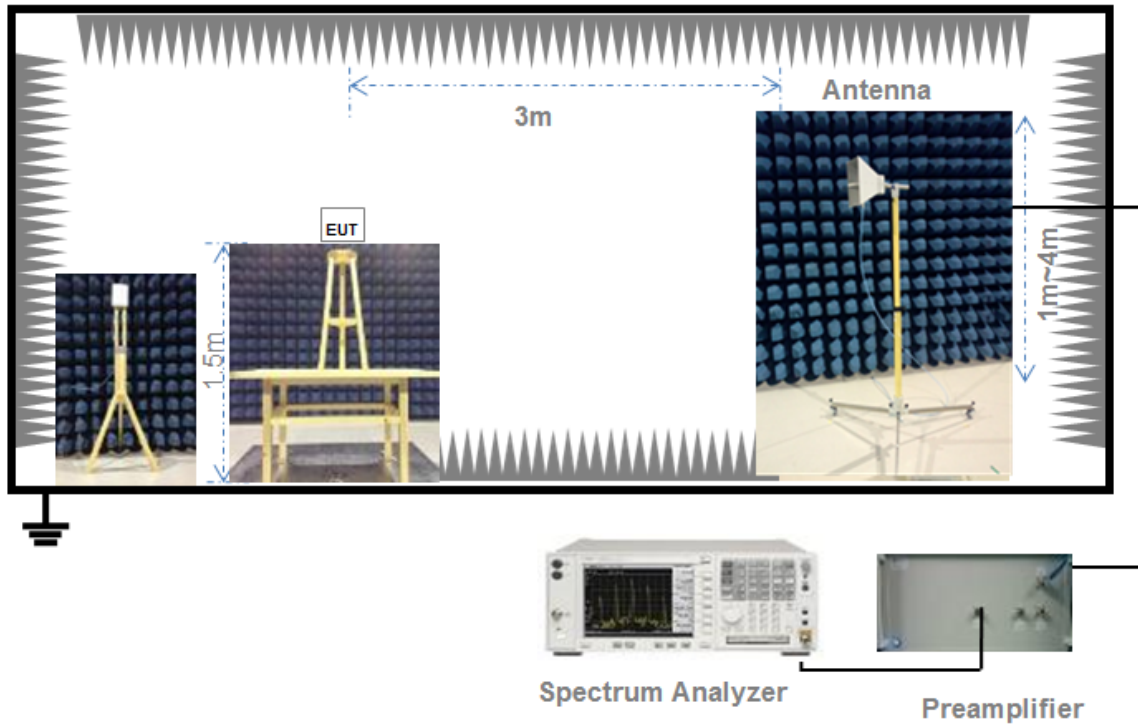 Antenna
3m
EUT
1.5m
1m~4m
Spectrum Analyzer
Preamplifier